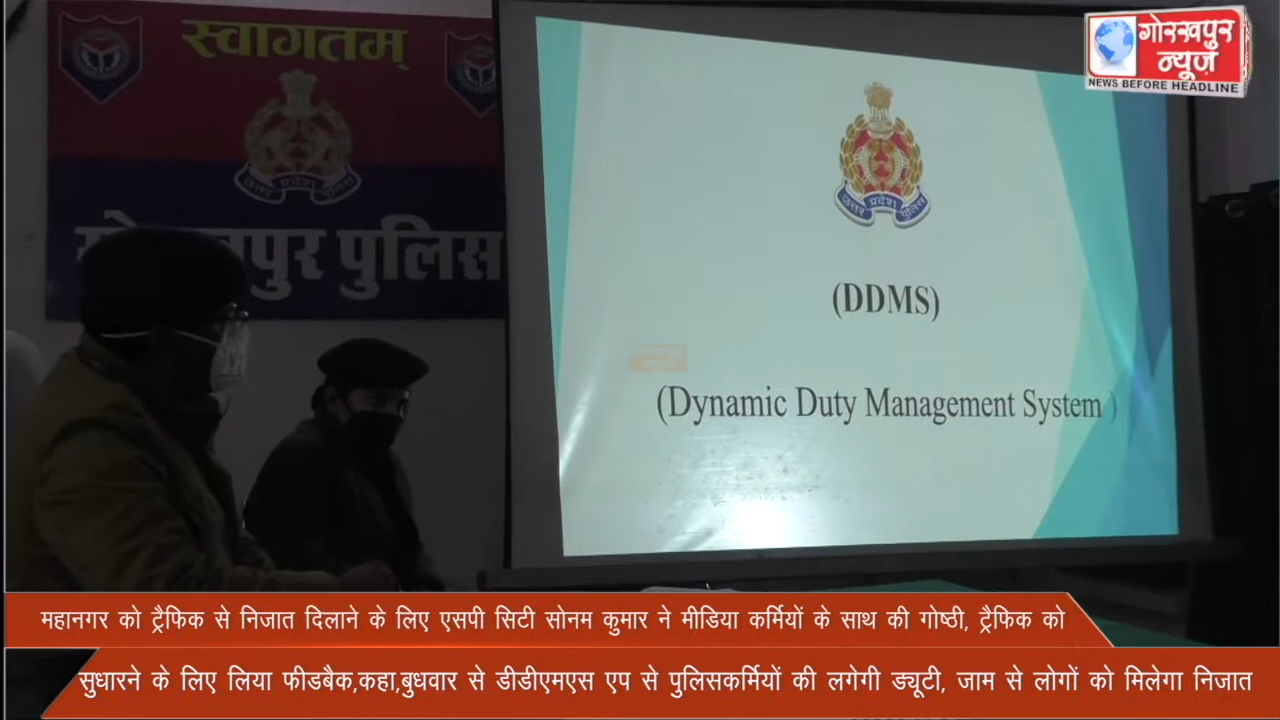 स्वागतम्
उत्तर प्रदेश पुलिस
पुर पुलिस
उत्तर प्रदेश पुलिस
(DDMS)
(Dynamic Duty Management System )
गोरखपुर
न्यूज़
NEWS BEFORE HEADLINE
महानगर को ट्रैफिक से निजात दिलाने के लिए एसपी सिटी सोनम कुमार ने मीडिया कर्मियों के साथ की गोष्ठी, ट्रैफिक को
सुधारने के लिए लिया फीडबैक,कहा,बुधवार से डीडीएमएस एप से पुलिसकर्मियों की लगेगी ड्यूटी, जाम से लोगों को मिलेगा निजात